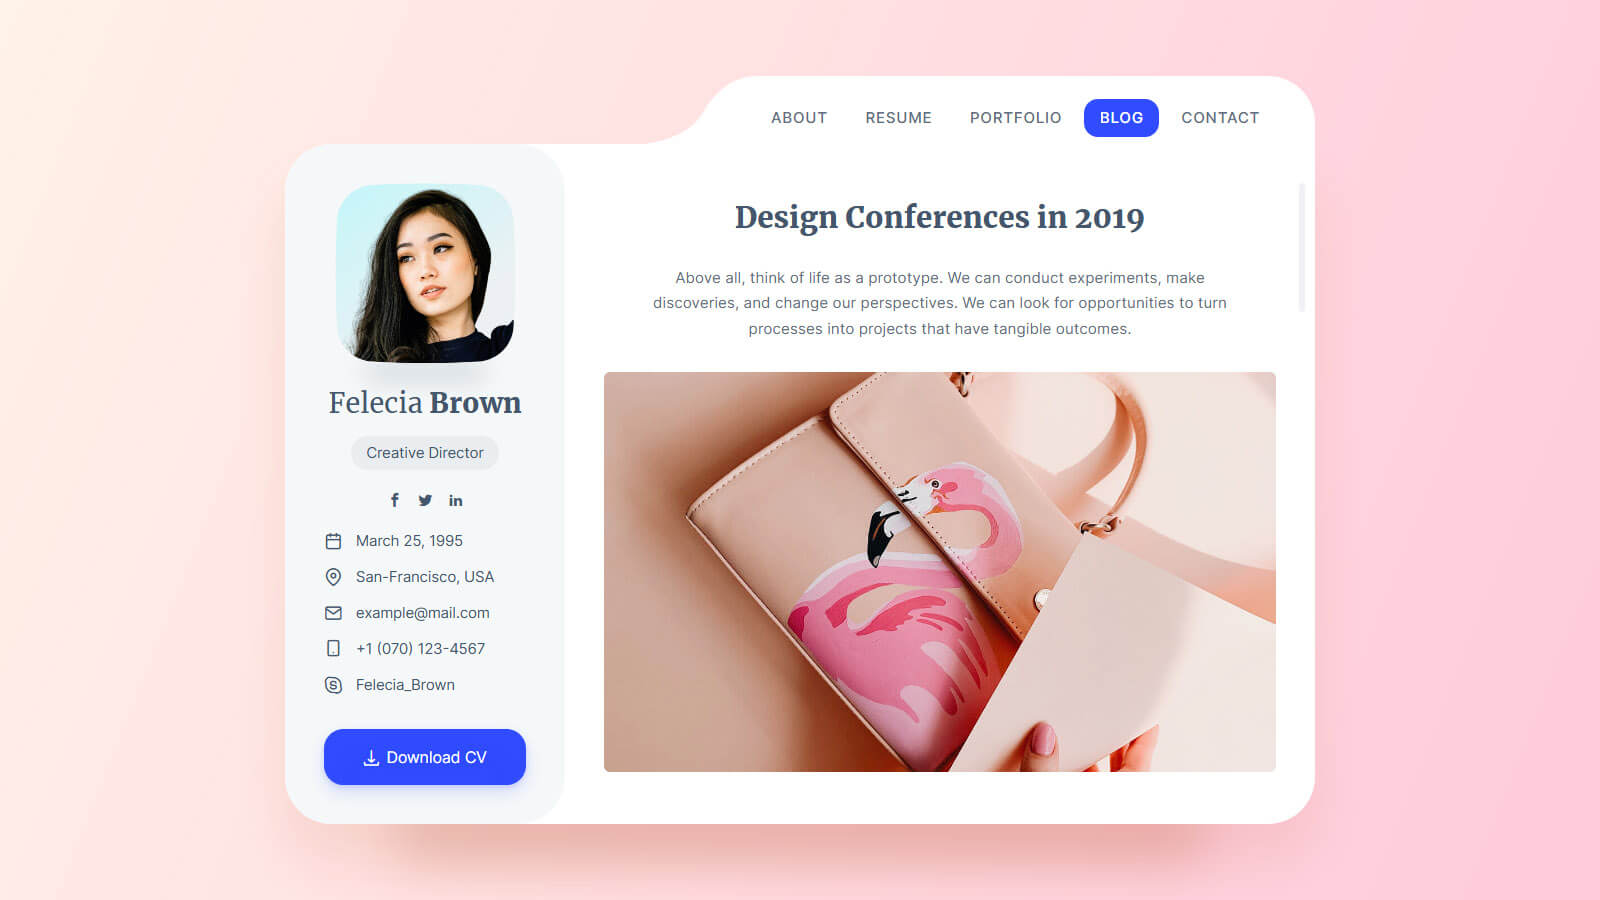 ABOUT RESUME PORTFOLIO BLOG CONTACT
Felecia Brown
Creative Director
March 25, 1995
San-Francisco, USA
example@mail.com
+1 (070) 123-4567
Felecia_Brown
Download CV
Design Conferences in 2019
Above all, think of life as a prototype. We can conduct experiments, make
discoveries, and change our perspectives. We can look for opportunities to turn
processes into projects that have tangible outcomes.